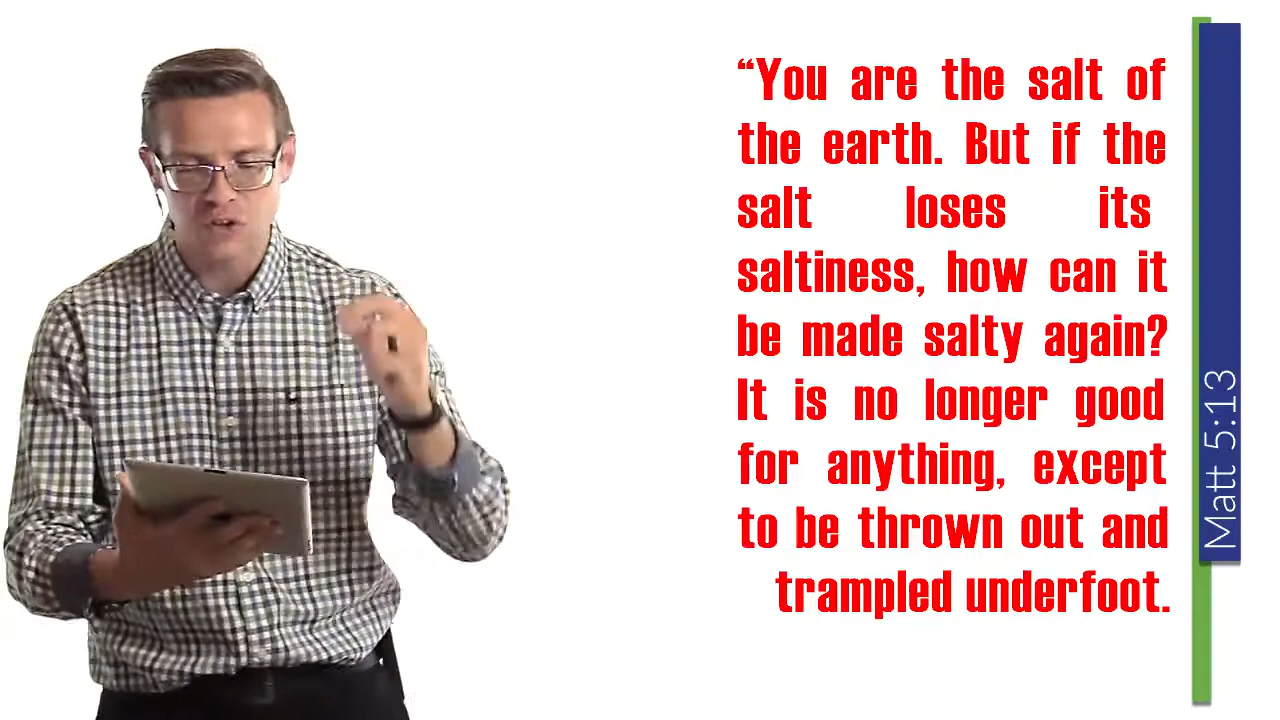 “You are the salt of
the earth. But if the
salt loses its
saltiness, how can it
be made salty again?
It is no longer good
for anything, except
to be thrown out and
trampled underfoot.
Matt 5:13